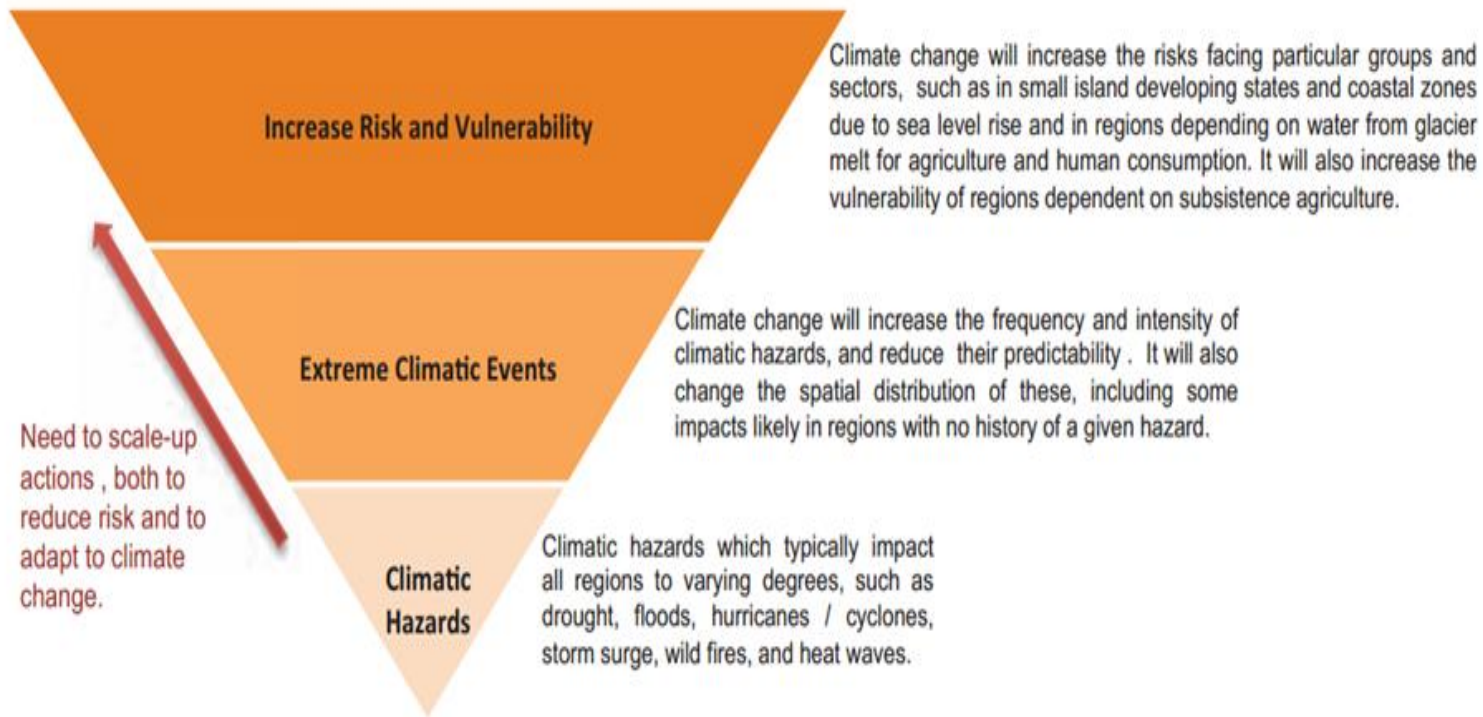 Increase Risk and Vulnerability
Climate change will increase the risks facing particular groups and
sectors, such as in small island developing states and coastal zones
due to sea level rise and in regions depending on water from glacier
melt for agriculture and human consumption. It will also increase the
vulnerability of regions dependent on subsistence agriculture.
Extreme Climatic Events
Climate change will increase the frequency and intensity of
climatic hazards, and reduce their predictability . It will also
change the spatial distribution of these, including some
impacts likely in regions with no history of a given hazard.
Need to scale-up
actions , both to
reduce risk and to
adapt to climate
change.
Climatic
Hazards
Climatic hazards which typically impact
all regions to varying degrees, such as
drought, floods, hurricanes / cyclones,
storm surge, wild fires, and heat waves.